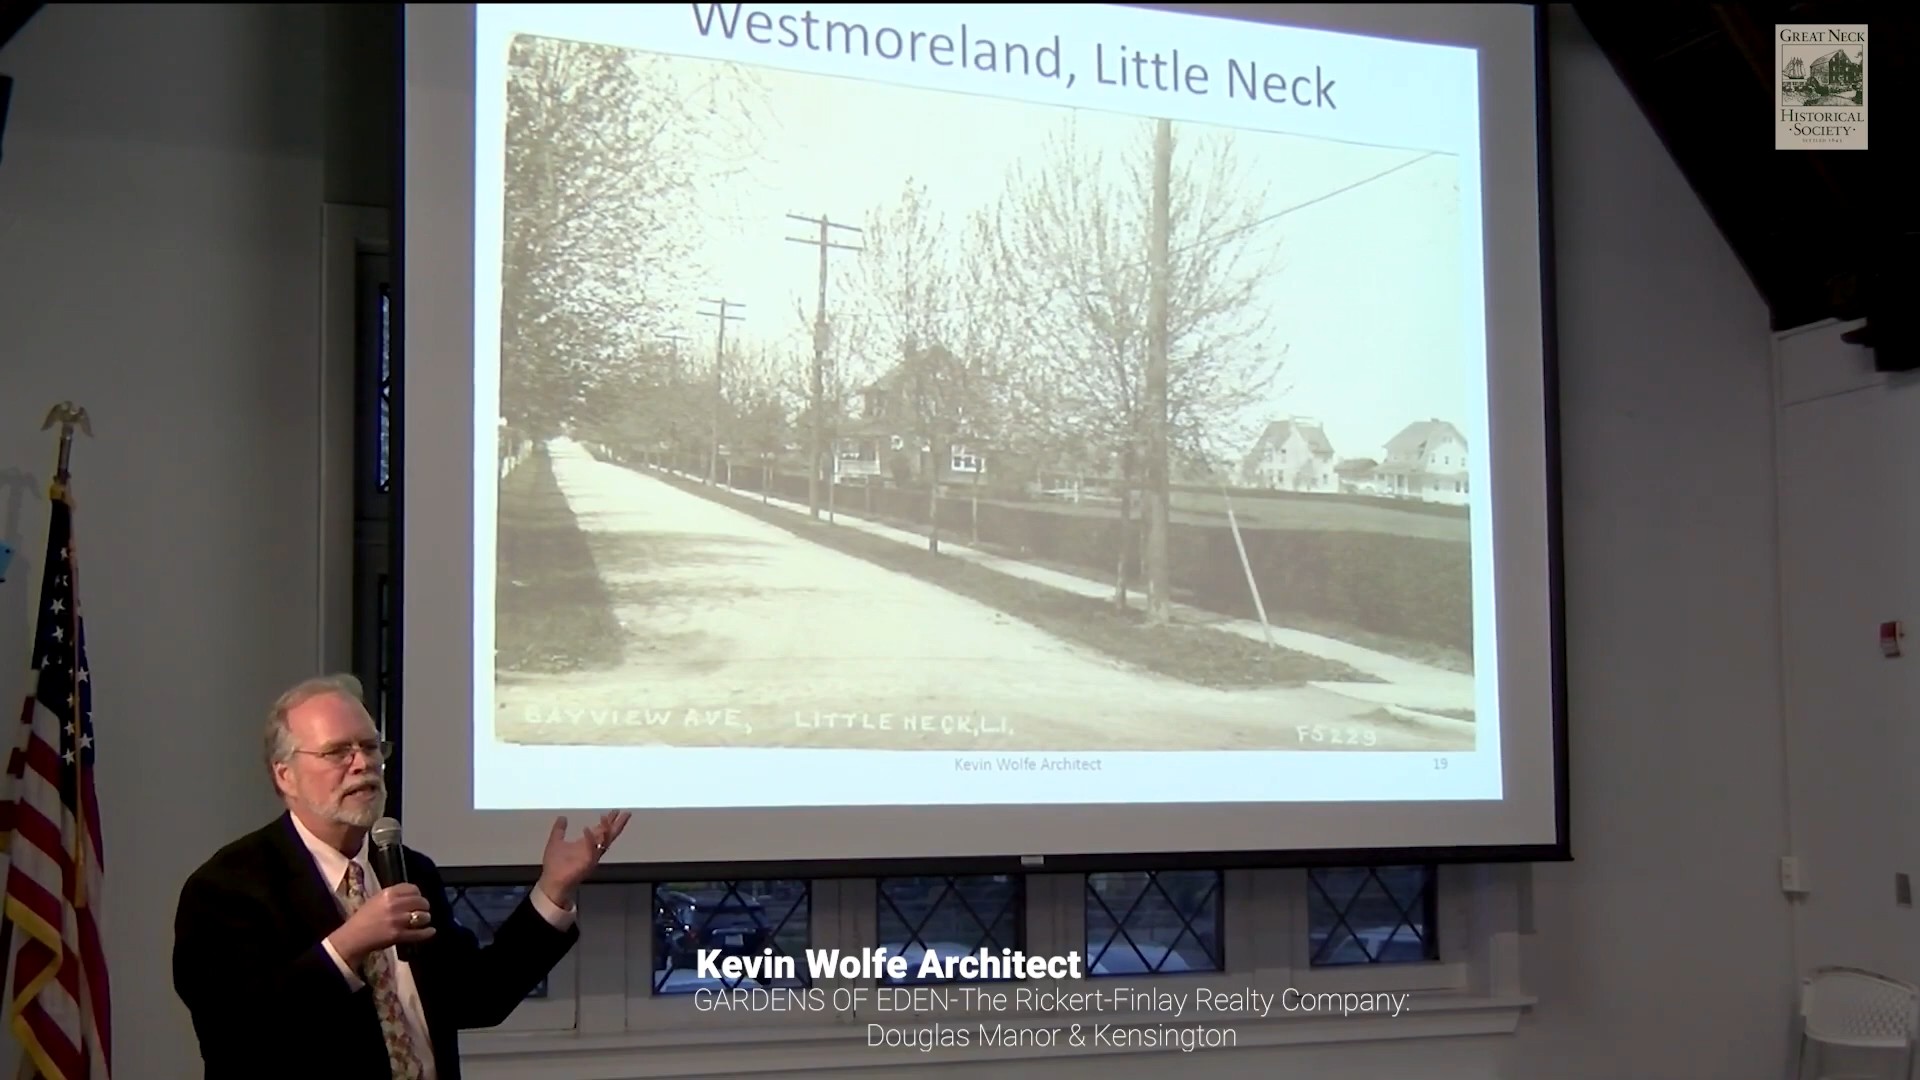 Westmoreland, Little Neck
GREAT NECK
HISTORICAL
·SOCIETY·
BAYVIEW AVE, LITTLE NECK, L.I.
F5229
Kevin Wolfe Architect
19
Kevin Wolfe Architect
GARDENS OF EDEN-The Rickert-Finlay Realty Company:
Douglas Manor & Kensington